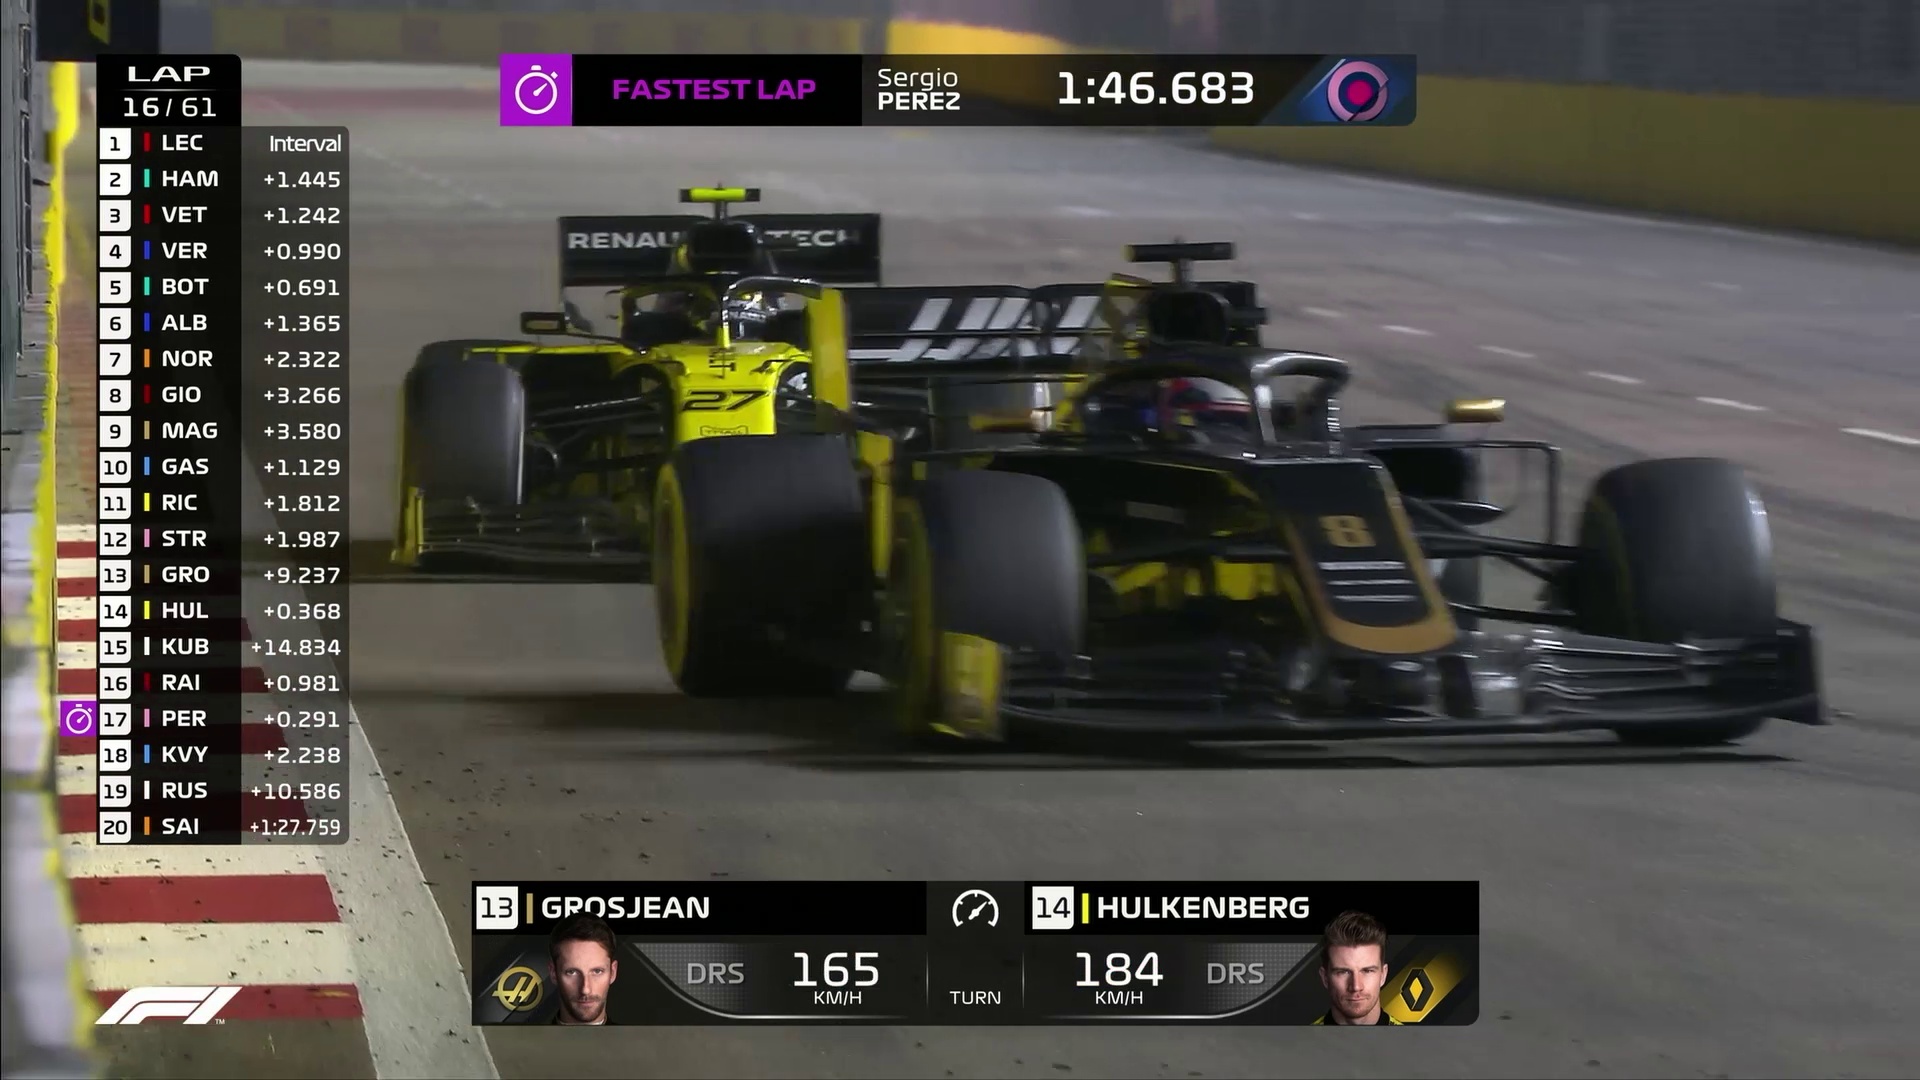 LAP
16/61
1 LEC Interval
2 HAM +1.445
3 VET +1.242
4 VER +0.990
5 BOT +0.691
6 ALB +1.365
7 NOR +2.322
8 GIO +3.266
9 MAG +3.580
10 GAS +1.129
11 RIC +1.812
12 STR +1.987
13 GRO +9.237
14 HUL +0.368
15 KUB +14.834
16 RAI +0.981
17 PER +0.291
18 KVY +2.238
19 RUS +10.586
20 SAI +1:27.759
FASTEST LAP Sergio PEREZ 1:46.683
RENAU TECH
27
8
13 GROSJEAN
DRS 165 KM/H
TURN
14 HULKENBERG
184 KM/H DRS
F1 ™